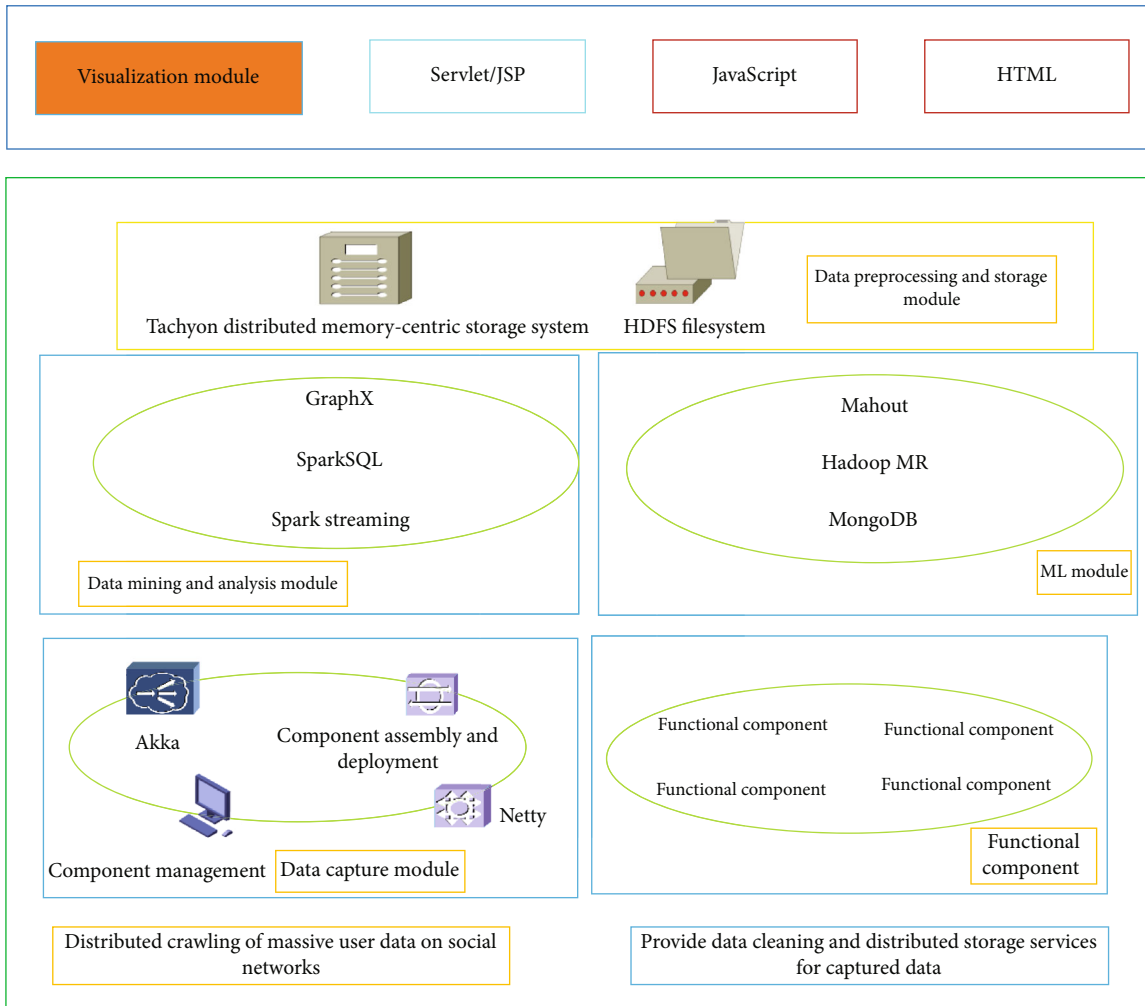 Visualization module
Servlet/JSP
JavaScript
HTML
Tachyon distributed memory-centric storage system
HDFS filesystem
Data preprocessing and storage
module
GraphX
SparkSQL
Spark streaming
Data mining and analysis module
Mahout
Hadoop MR
MongoDB
ML module
Akka
Component assembly and
deployment
Netty
Component management
Data capture module
Functional component
Functional component
Functional component
Functional component
Functional
component
Distributed crawling of massive user data on social
networks
Provide data cleaning and distributed storage services
for captured data